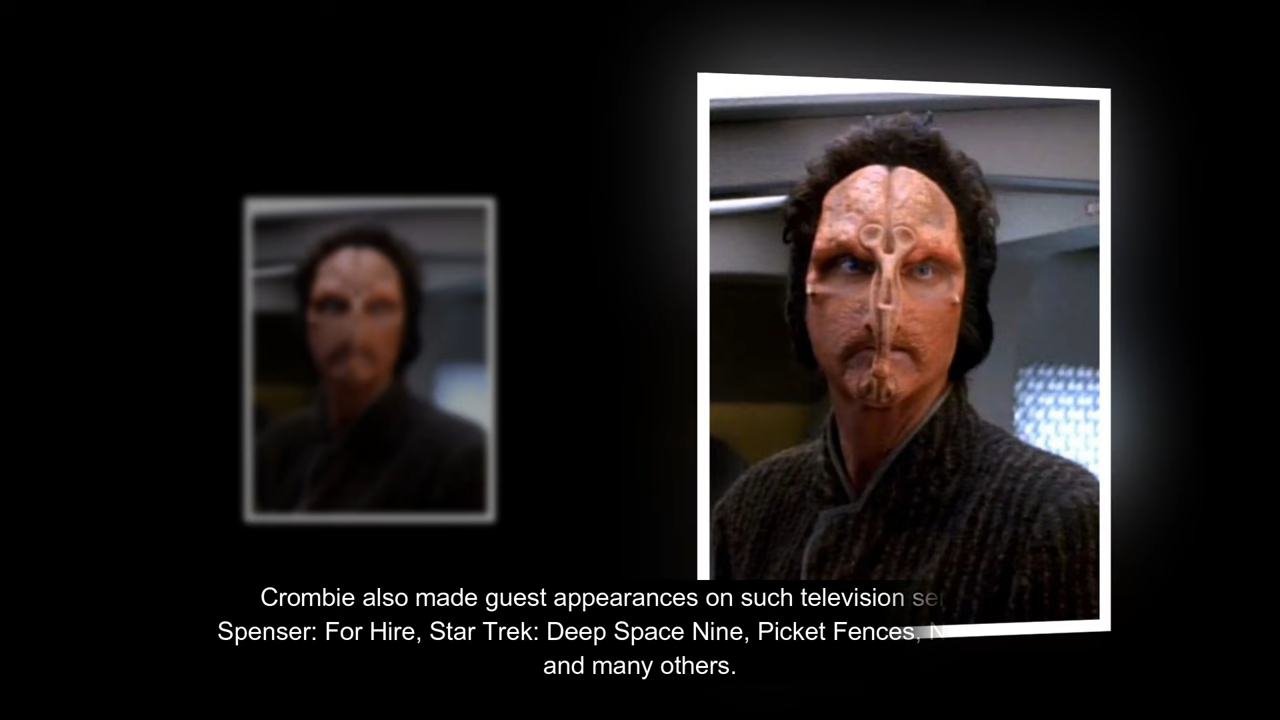 Crombie also made guest appearances on such television
Spenser: For Hire, Star Trek: Deep Space Nine, Picket Fences,
and many others.